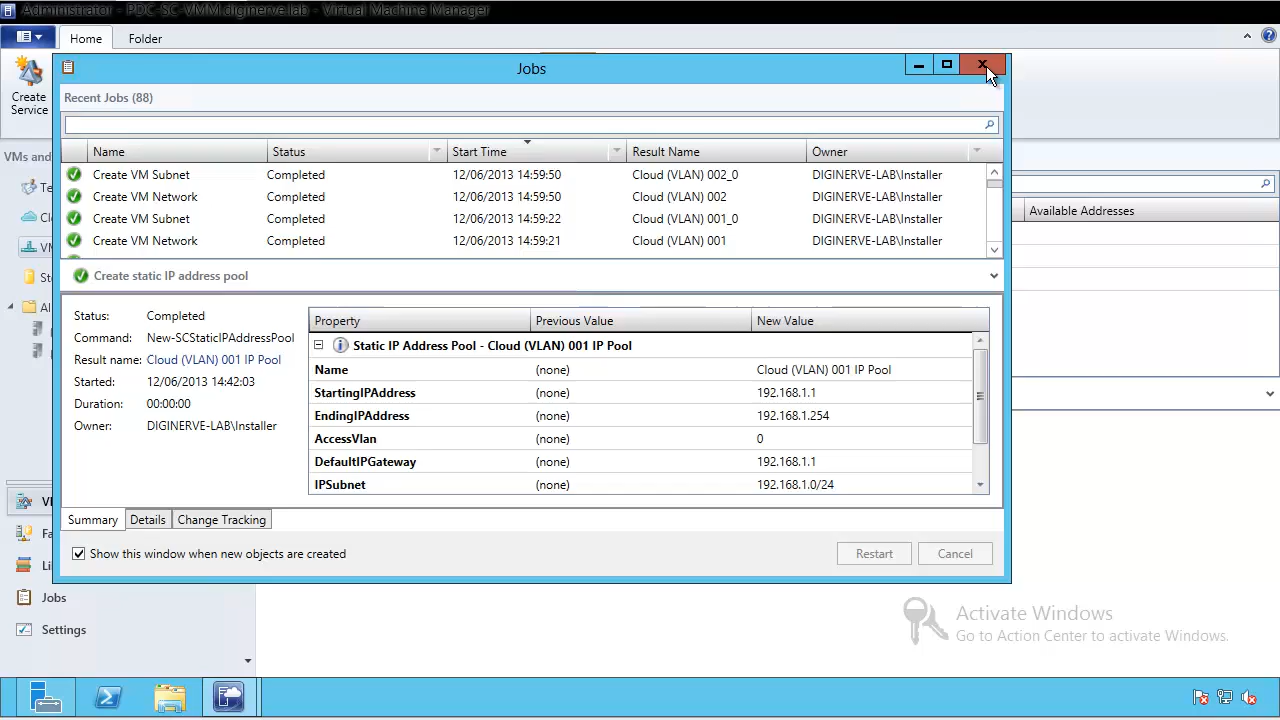 Administrator - PDC-SC-VMM.diginerve.lab - Virtual Machine Manager
Home Folder
Create Service
Jobs
Recent Jobs (88)
Name Status Start Time Result Name Owner
Create VM Subnet Completed 12/06/2013 14:59:50 Cloud (VLAN) 002_0 DIGINERVE-LAB\Installer
Create VM Network Completed 12/06/2013 14:59:50 Cloud (VLAN) 002 DIGINERVE-LAB\Installer
Create VM Subnet Completed 12/06/2013 14:59:22 Cloud (VLAN) 001_0 DIGINERVE-LAB\Installer
Create VM Network Completed 12/06/2013 14:59:21 Cloud (VLAN) 001 DIGINERVE-LAB\Installer
VMs and
Te
Clo
VM
Sto
All
Available Addresses
Create static IP address pool
Status: Completed
Command: New-SCStaticIPAddressPool
Result name: Cloud (VLAN) 001 IP Pool
Started: 12/06/2013 14:42:03
Duration: 00:00:00
Owner: DIGINERVE-LAB\Installer
Property Previous Value New Value
Static IP Address Pool - Cloud (VLAN) 001 IP Pool
Name (none) Cloud (VLAN) 001 IP Pool
StartingIPAddress (none) 192.168.1.1
EndingIPAddress (none) 192.168.1.254
AccessVlan (none) 0
DefaultIPGateway (none) 192.168.1.1
IPSubnet (none) 192.168.1.0/24
Summary Details Change Tracking
Show this window when new objects are created
Restart Cancel
VM
Fa
Li
Jobs
Settings
Activate Windows
Go to Action Center to activate Windows.